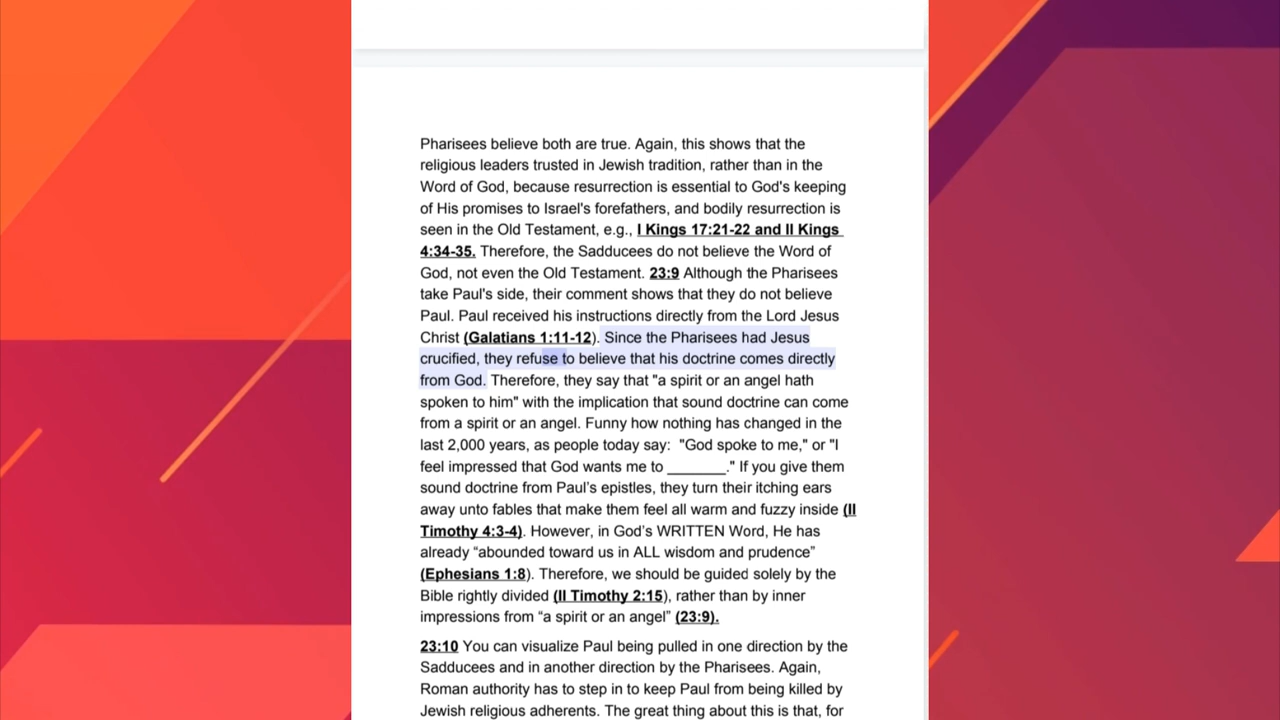 Pharisees believe both are true. Again, this shows that the
religious leaders trusted in Jewish tradition, rather than in the
Word of God, because resurrection is essential to God's keeping
of His promises to Israel's forefathers, and bodily resurrection is
seen in the Old Testament, e.g., I Kings 17:21-22 and II Kings
4:34-35. Therefore, the Sadducees do not believe the Word of
God, not even the Old Testament. 23:9 Although the Pharisees
take Paul's side, their comment shows that they do not believe
Paul. Paul received his instructions directly from the Lord Jesus
Christ (Galatians 1:11-12). Since the Pharisees had Jesus
crucified, they refuse to believe that his doctrine comes directly
from God. Therefore, they say that "a spirit or an angel hath
spoken to him" with the implication that sound doctrine can come
from a spirit or an angel. Funny how nothing has changed in the
last 2,000 years, as people today say:  "God spoke to me," or "I
feel impressed that God wants me to _______." If you give them
sound doctrine from Paul's epistles, they turn their itching ears
away unto fables that make them feel all warm and fuzzy inside (II
Timothy 4:3-4). However, in God's WRITTEN Word, He has
already “abounded toward us in ALL wisdom and prudence”
(Ephesians 1:8). Therefore, we should be guided solely by the
Bible rightly divided (II Timothy 2:15), rather than by inner
impressions from “a spirit or an angel” (23:9).
23:10 You can visualize Paul being pulled in one direction by the
Sadducees and in another direction by the Pharisees. Again,
Roman authority has to step in to keep Paul from being killed by
Jewish religious adherents. The great thing about this is that, for